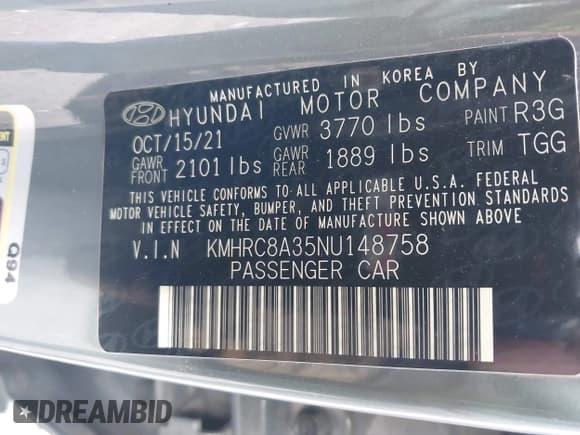 MANUFACTURED IN KOREA BY
HYUNDAI MOTOR COMPANY
OCT/15/21 GVWR 3770 lbs PAINT R3G
GAWR FRONT 2101 lbs GAWR REAR 1889 lbs TRIM TGG
THIS VEHICLE CONFORMS TO ALL APPLICABLE U.S.A. FEDERAL
MOTOR VEHICLE SAFETY, BUMPER, AND THEFT PREVENTION STANDARDS
IN EFFECT ON THE DATE OF MANUFACTURE SHOWN ABOVE.
V.I.N KMHRC8A35NU148758
PASSENGER CAR
Q94
DREAMBID